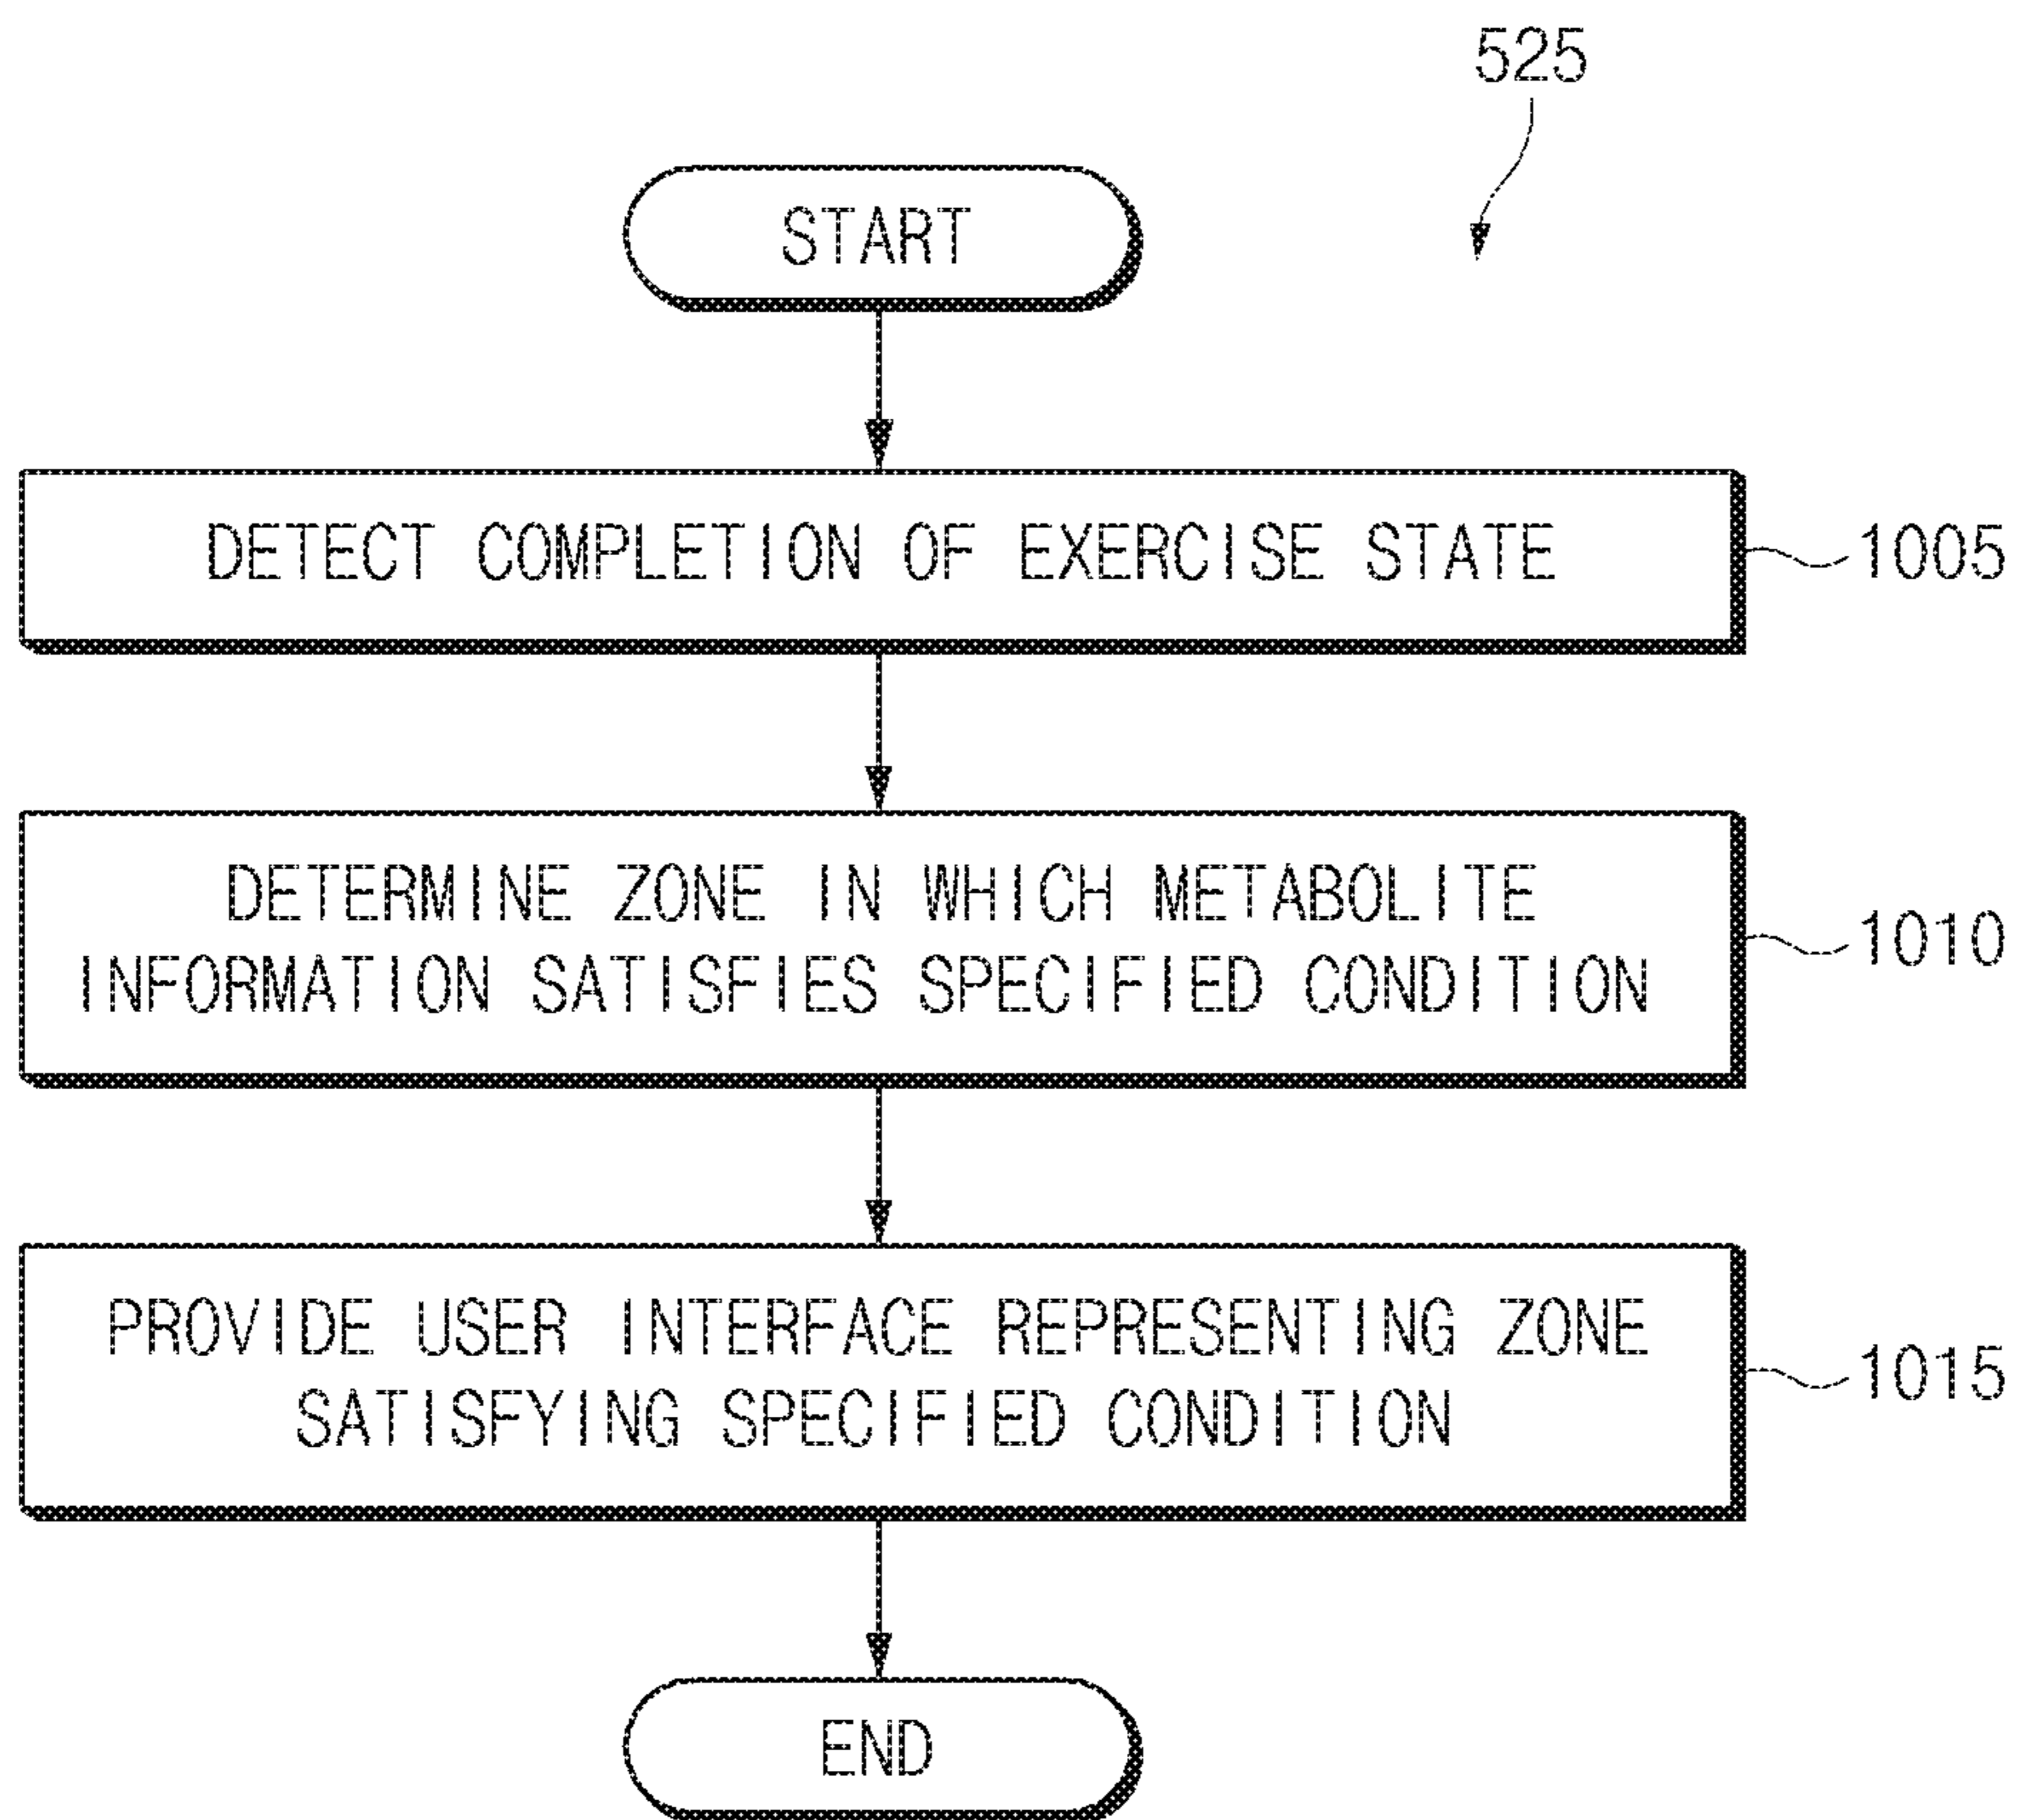 525
START
DETECT COMPLETION OF EXERCISE STATE
1005
DETERMINE ZONE IN WHICH METABOLITE
INFORMATION SATISFIES SPECIFIED CONDITION
1010
PROVIDE USER INTERFACE REPRESENTING ZONE
SATISFYING SPECIFIED CONDITION
1015
END